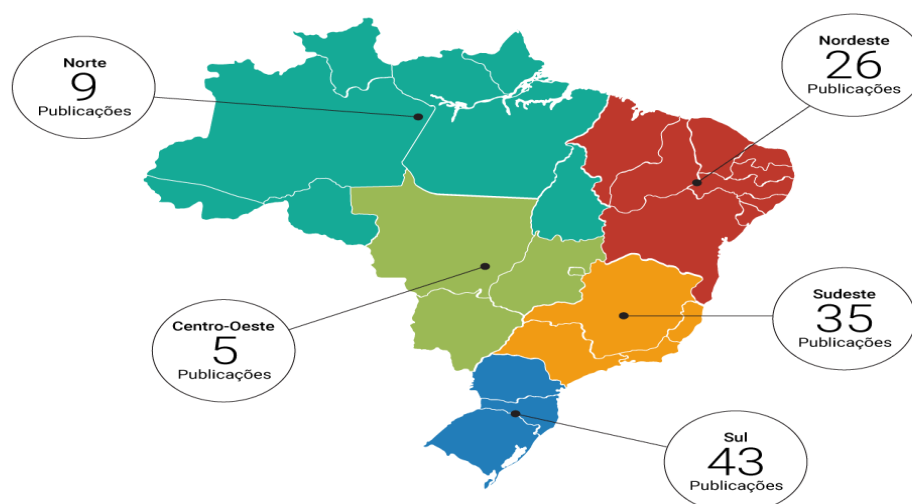 Norte
9
Publicações
Nordeste
26
Publicações
Centro-Oeste
5
Publicações
Sudeste
35
Publicações
Sul
43
Publicações